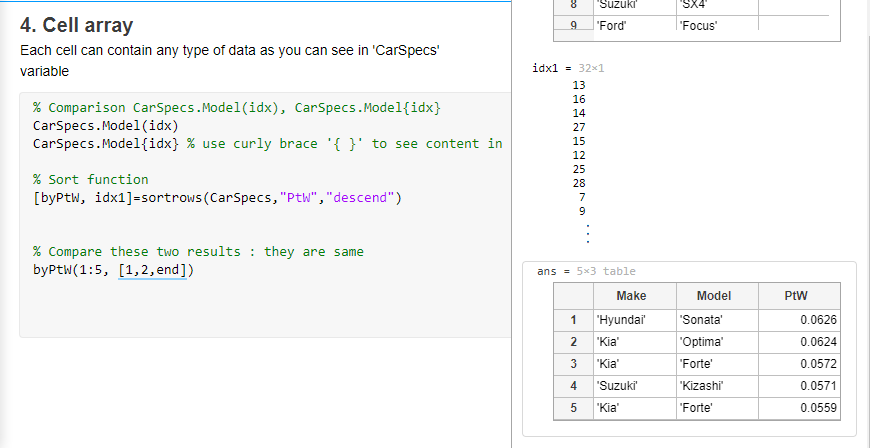 4. Cell array
Each cell can contain any type of data as you can see in 'CarSpecs'
variable
% Comparison CarSpecs.Model(idx), CarSpecs.Model{idx}
CarSpecs.Model(idx)
CarSpecs.Model{idx} % use curly brace '{ }' to see content in
% Sort function
[byPtW, idx1]=sortrows(CarSpecs,"PtW","descend")
% Compare these two results : they are same
byPtW(1:5, [1,2,end])
8 'Suzuki' 'SX4'
9 'Ford' 'Focus'
idx1 = 32×1
13
16
14
27
15
12
25
28
7
9
⋮
ans = 5×3 table
Make Model PtW
1 'Hyundai' 'Sonata' 0.0626
2 'Kia' 'Optima' 0.0624
3 'Kia' 'Forte' 0.0572
4 'Suzuki' 'Kizashi' 0.0571
5 'Kia' 'Forte' 0.0559